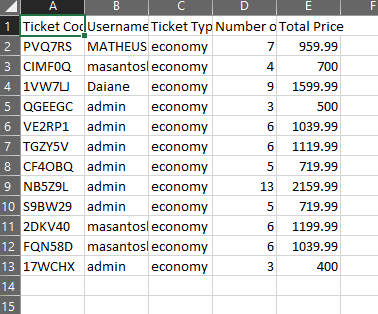 A B C D E F
1 Ticket Cod Username Ticket Typ Number o Total Price
2 PVQ7RS MATHEUS economy 7 959.99
3 CIMF0Q masantosl economy 4 700
4 1VW7LJ Daiane economy 9 1599.99
5 QGEEGC admin economy 3 500
6 VE2RP1 admin economy 6 1039.99
7 TGZY5V admin economy 6 1119.99
8 CF4OBQ admin economy 5 719.99
9 NB5Z9L admin economy 13 2159.99
10 S9BW29 admin economy 5 719.99
11 2DKV40 masantosl economy 6 1199.99
12 FQN58D masantosl economy 6 1039.99
13 17WCHX admin economy 3 400
14
15